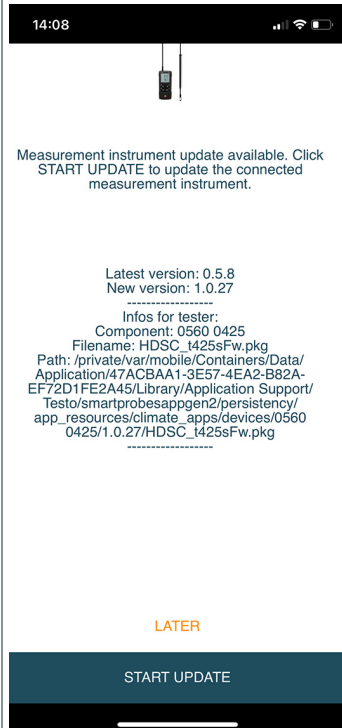 14:08
Measurement instrument update available. Click
START UPDATE to update the connected
measurement instrument.
Latest version: 0.5.8
New version: 1.0.27
------------------
Infos for tester:
Component: 0560 0425
Filename: HDSC_t425sFw.pkg
Path: /private/var/mobile/Containers/Data/
Application/47ACBAA1-3E57-4EA2-B82A-
EF72D1FE2A45/Library/Application Support/
Testo/smartprobesappgen2/persistency/
app_resources/climate_apps/devices/0560
0425/1.0.27/HDSC_t425sFw.pkg
------------------
LATER
START UPDATE